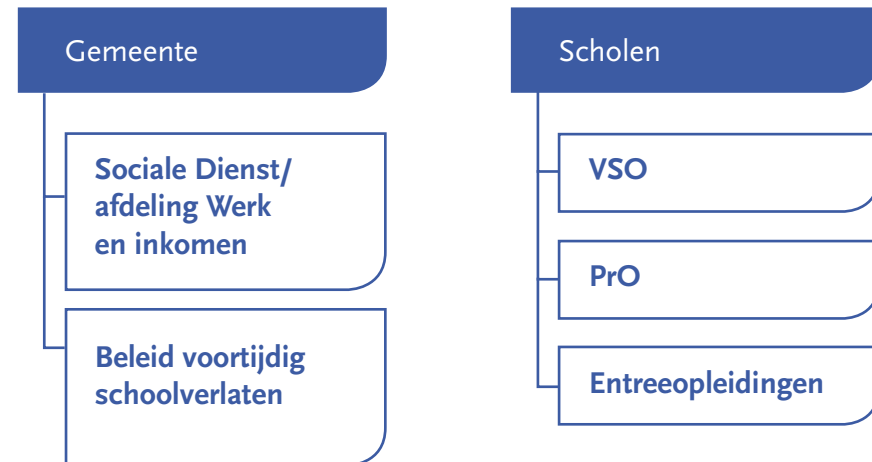 Gemeente
Sociale Dienst/
afdeling Werk
en inkomen
Beleid voortijdig
schoolverlaten
Scholen
VSO
PrO
Entreeopleidingen